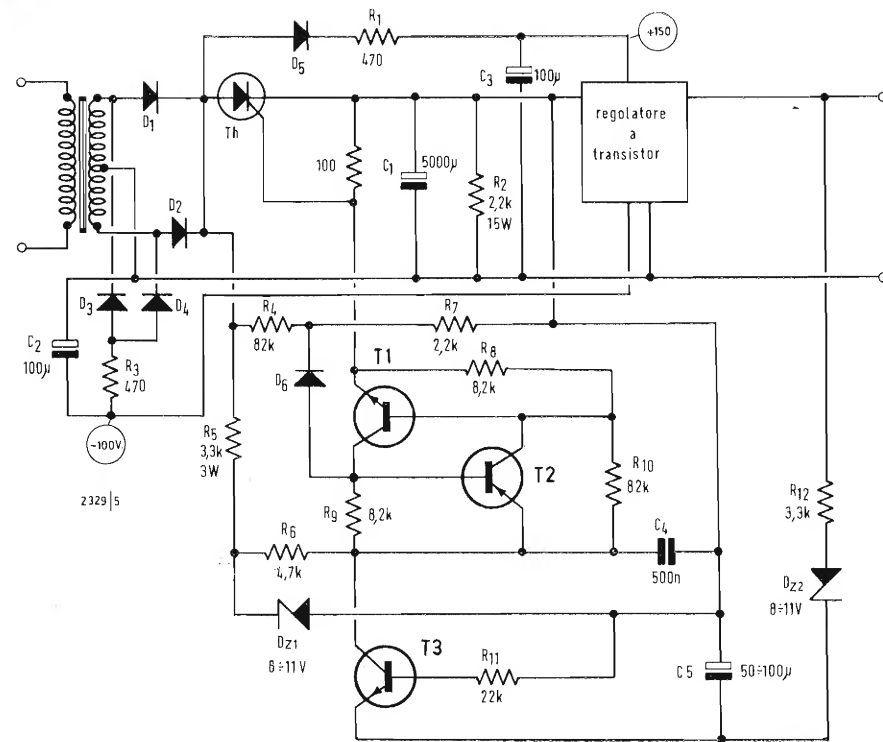 R1
470
D5
+150
C3
100µ
D1
Th
regolatore
a
transistor
100
C1
5000µ
R2
2,2k
15W
D2
D3
D4
R4
82k
R7
2,2k
C2
100µ
R3
470
D6
T1
R8
8,2k
-100V
R5
3,3k
3W
T2
R10
82k
2329|5
R9
8,2k
R12
3,3k
R6
4,7k
C4
500n
DZ1
6÷11V
DZ2
8÷11V
T3
R11
22k
C5
50÷100µ